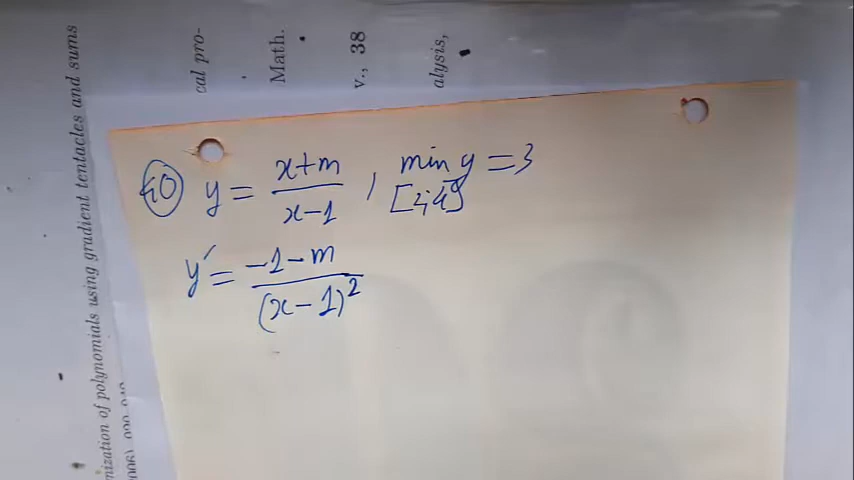 40 y = x+m / x-1 , min y = 3
[2;4]
y' = -1-m / (x-1)²
nization of polynomials using gradient tentacles and sums
cal pro-
Math.
v., 38
alysis,